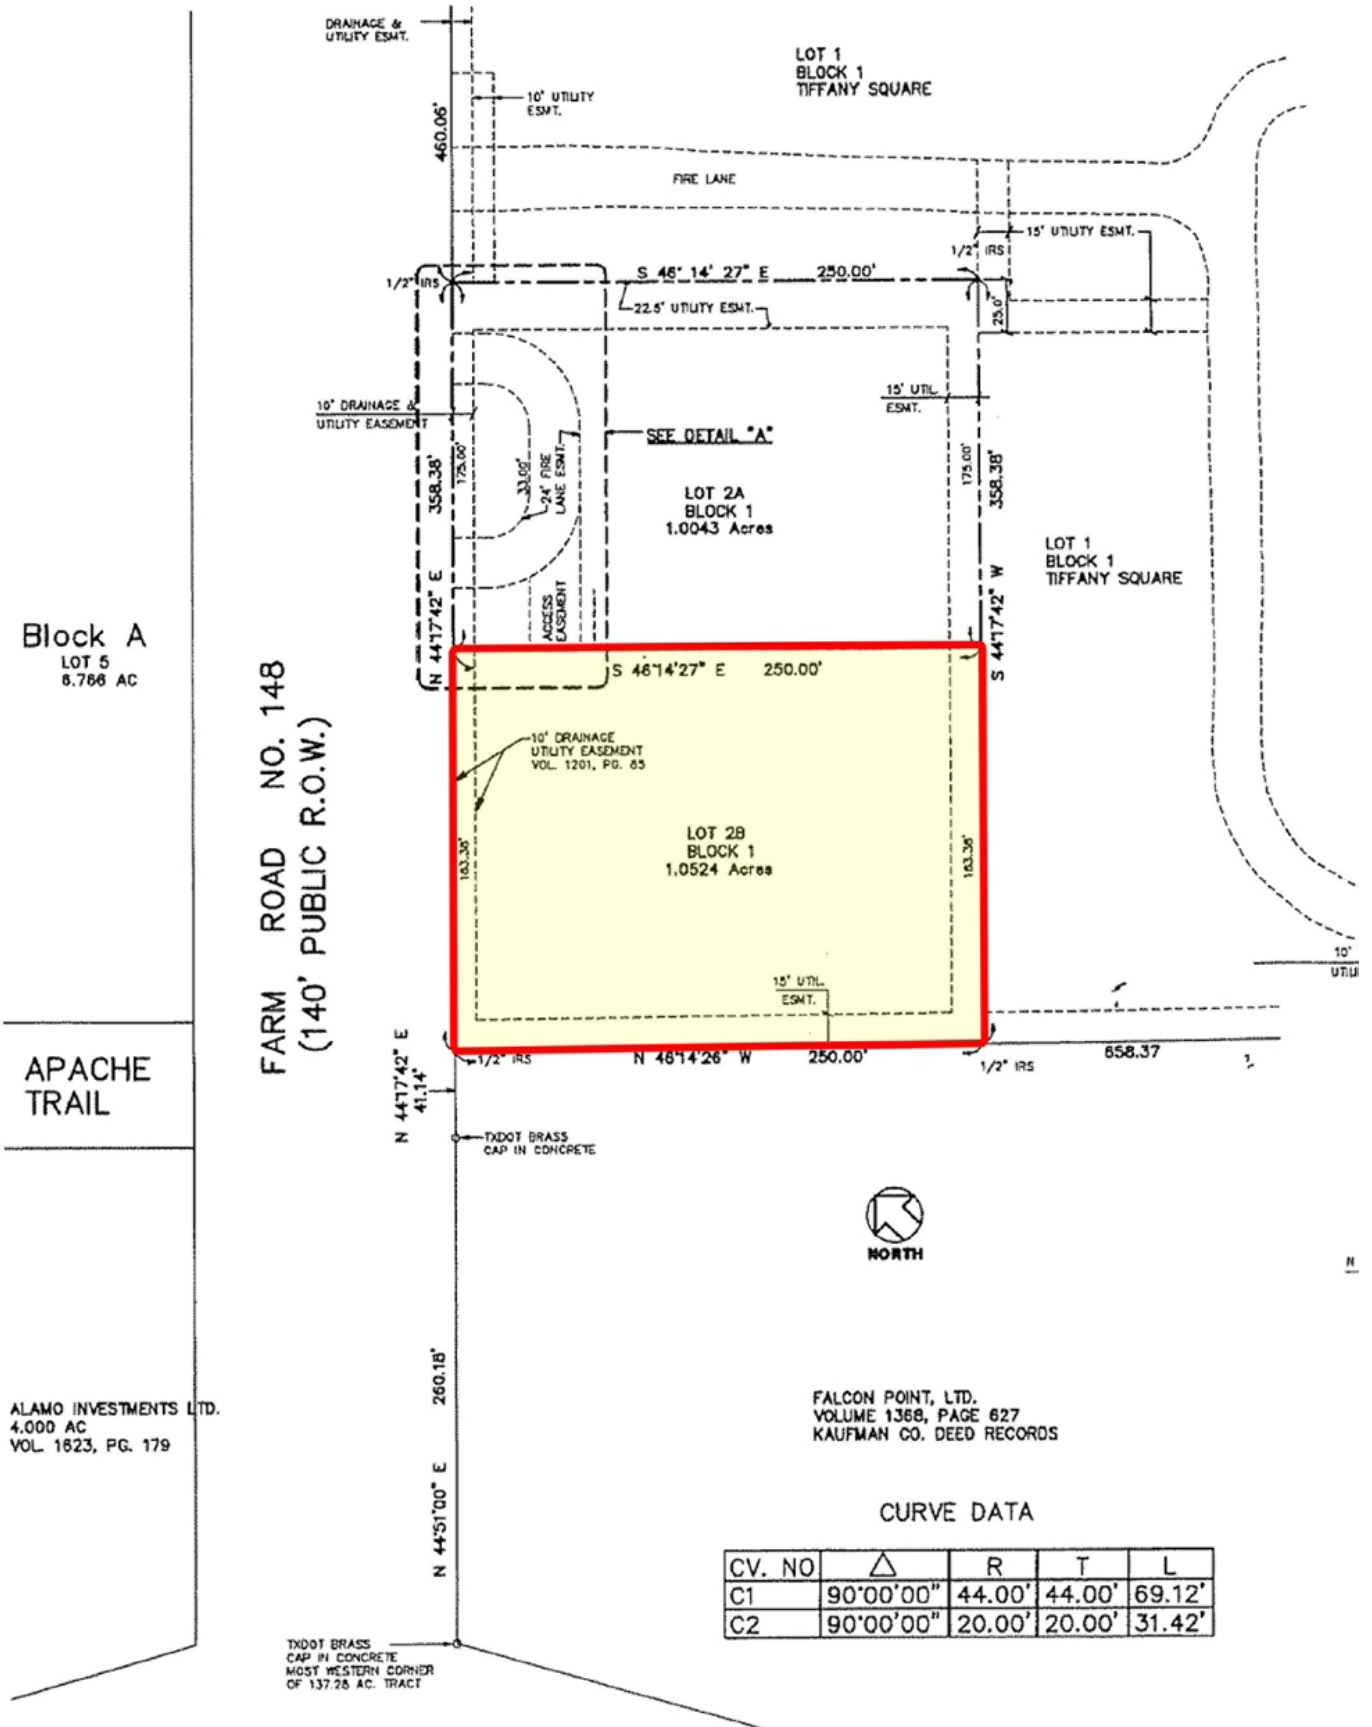 DRAINAGE &
UTILITY ESMT.
LOT 1
BLOCK 1
TIFFANY SQUARE
10' UTILITY
ESMT.
460.06'
FIRE LANE
15' UTILITY ESMT.
1/2" IRS
1/2" IRS
S 46° 14' 27" E 250.00'
22.5' UTILITY ESMT.
25.0'
10' DRAINAGE &
UTILITY EASEMENT
15' UTIL.
ESMT.
SEE DETAIL "A"
N 44°17'42" E 358.38'
175.00'
33.00'
24' FIRE
LANE ESMT.
LOT 2A
BLOCK 1
1.0043 Acres
175.00'
S 44°17'42" W 358.38'
LOT 1
BLOCK 1
TIFFANY SQUARE
ACCESS
EASEMENT
Block A
LOT 5
8.766 AC
FARM ROAD NO. 148
(140' PUBLIC R.O.W.)
S 46°14'27" E 250.00'
10' DRAINAGE
UTILITY EASEMENT
VOL. 1201, PG. 85
LOT 2B
BLOCK 1
1.0524 Acres
183.38'
183.38'
10'
15' UTIL.
ESMT.
APACHE
TRAIL
N 44°17'42" E
41.14'
1/2" IRS
N 46°14'26" W 250.00'
1/2" IRS
658.37
TXDOT BRASS
CAP IN CONCRETE
NORTH
N
N 44°51'00" E 260.18'
ALAMO INVESTMENTS LTD.
4.000 AC
VOL. 1623, PG. 179
FALCON POINT, LTD.
VOLUME 1368, PAGE 627
KAUFMAN CO. DEED RECORDS
CURVE DATA
CV. NO △ R T L
C1 90°00'00" 44.00' 44.00' 69.12'
C2 90°00'00" 20.00' 20.00' 31.42'
TXDOT BRASS
CAP IN CONCRETE
MOST WESTERN CORNER
OF 137.28 AC. TRACT